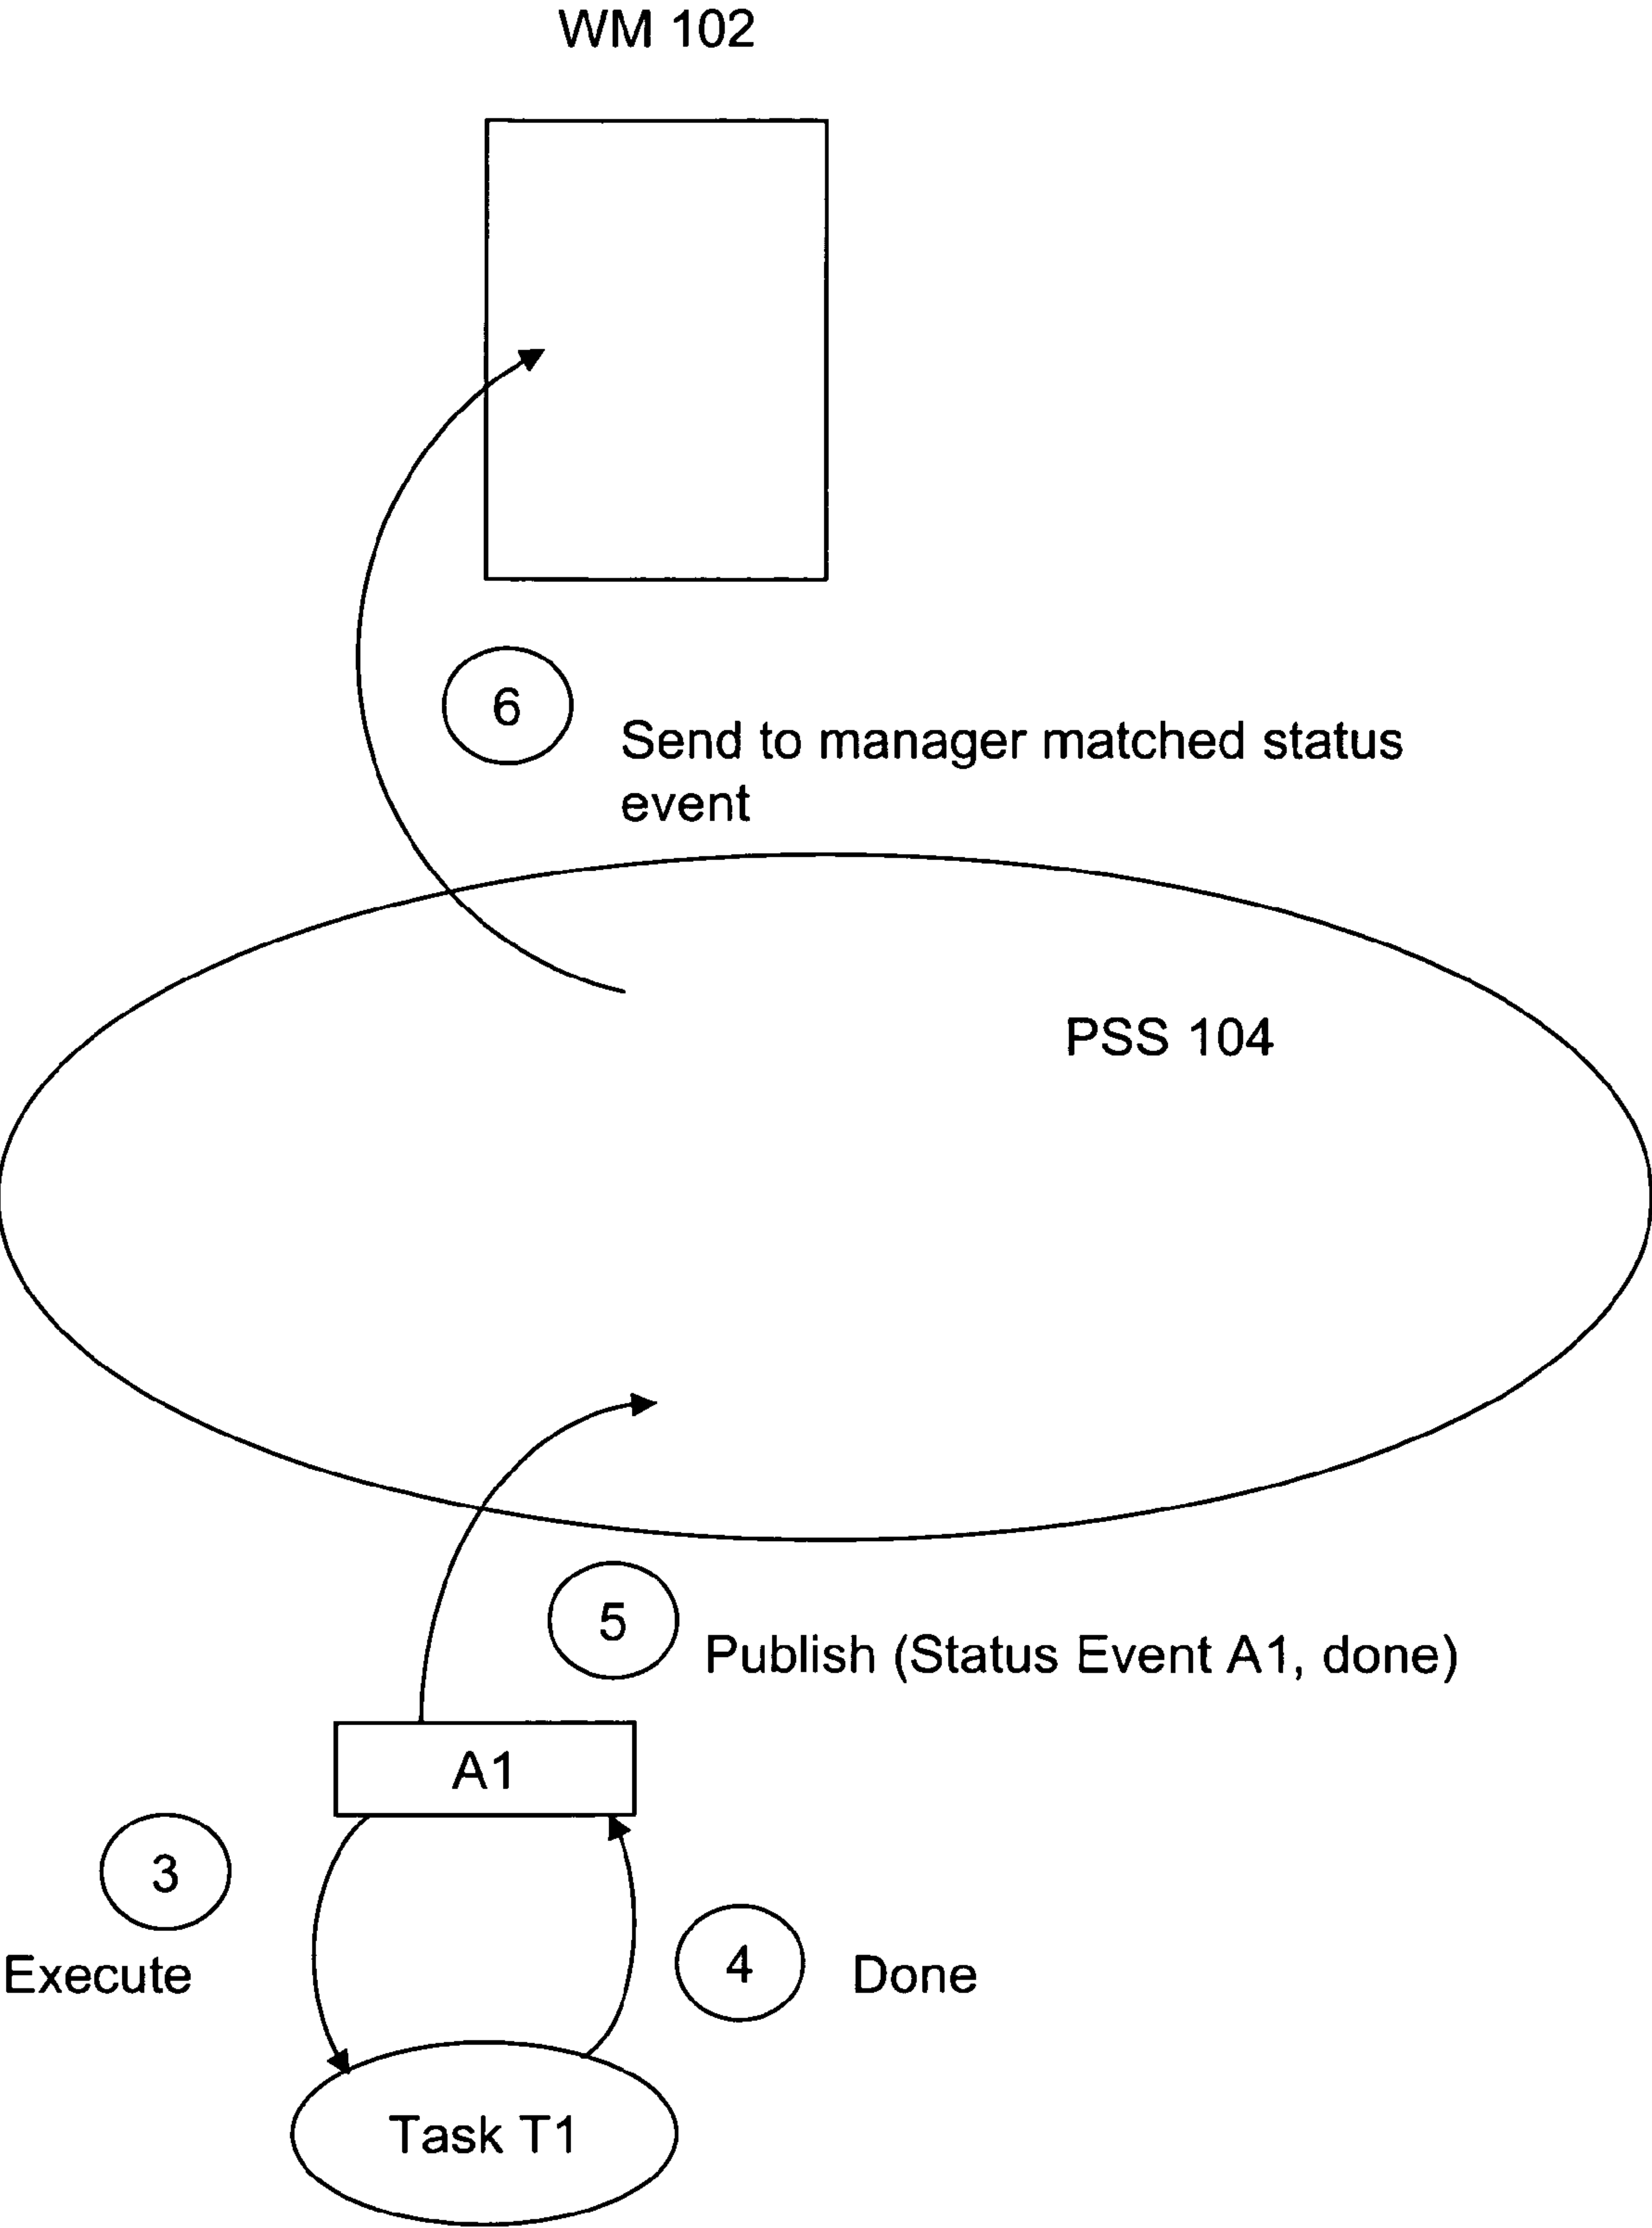 WM 102
6
Send to manager matched status
event
PSS 104
5
Publish (Status Event A1, done)
A1
3
4
Execute
Done
Task T1